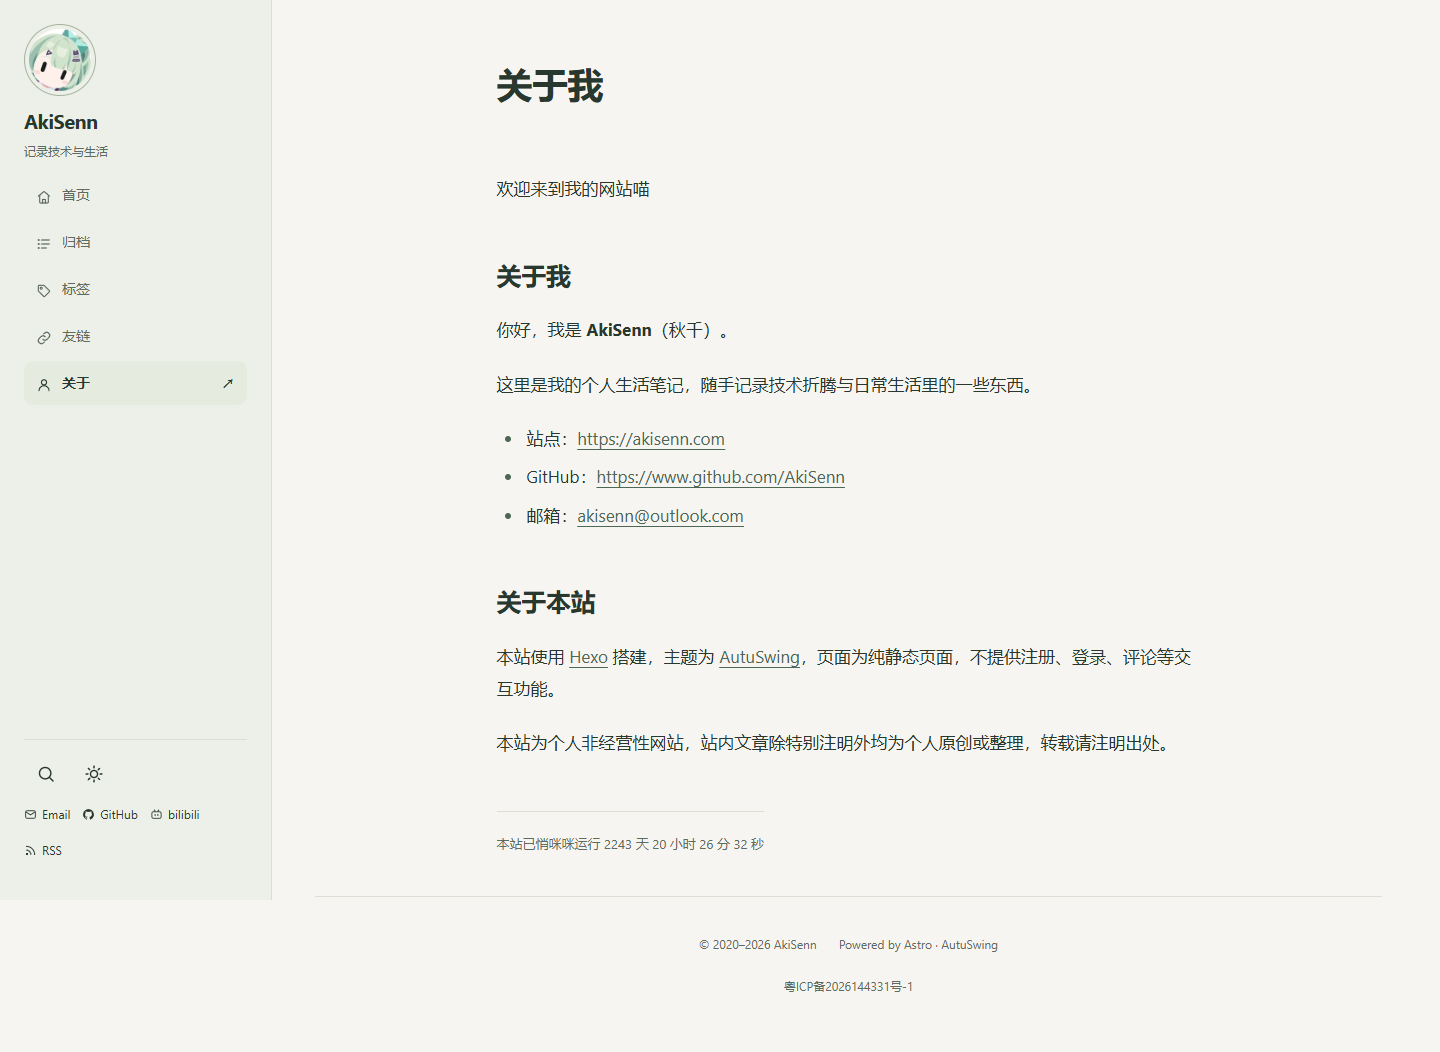 AkiSenn
记录技术与生活
首页
归档
标签
友链
关于 ↗
Email GitHub bilibili
RSS
关于我
欢迎来到我的网站喵
关于我
你好，我是 AkiSenn（秋千）。
这里是我的个人生活笔记，随手记录技术折腾与日常生活里的一些东西。
• 站点：https://akisenn.com
• GitHub：https://www.github.com/AkiSenn
• 邮箱：akisenn@outlook.com
关于本站
本站使用 Hexo 搭建，主题为 AutuSwing，页面为纯静态页面，不提供注册、登录、评论等交
互功能。
本站为个人非经营性网站，站内文章除特别注明外均为个人原创或整理，转载请注明出处。
本站已悄咪咪运行 2243 天 20 小时 26 分 32 秒
© 2020–2026 AkiSenn Powered by Astro · AutuSwing
粤ICP备2026144331号-1